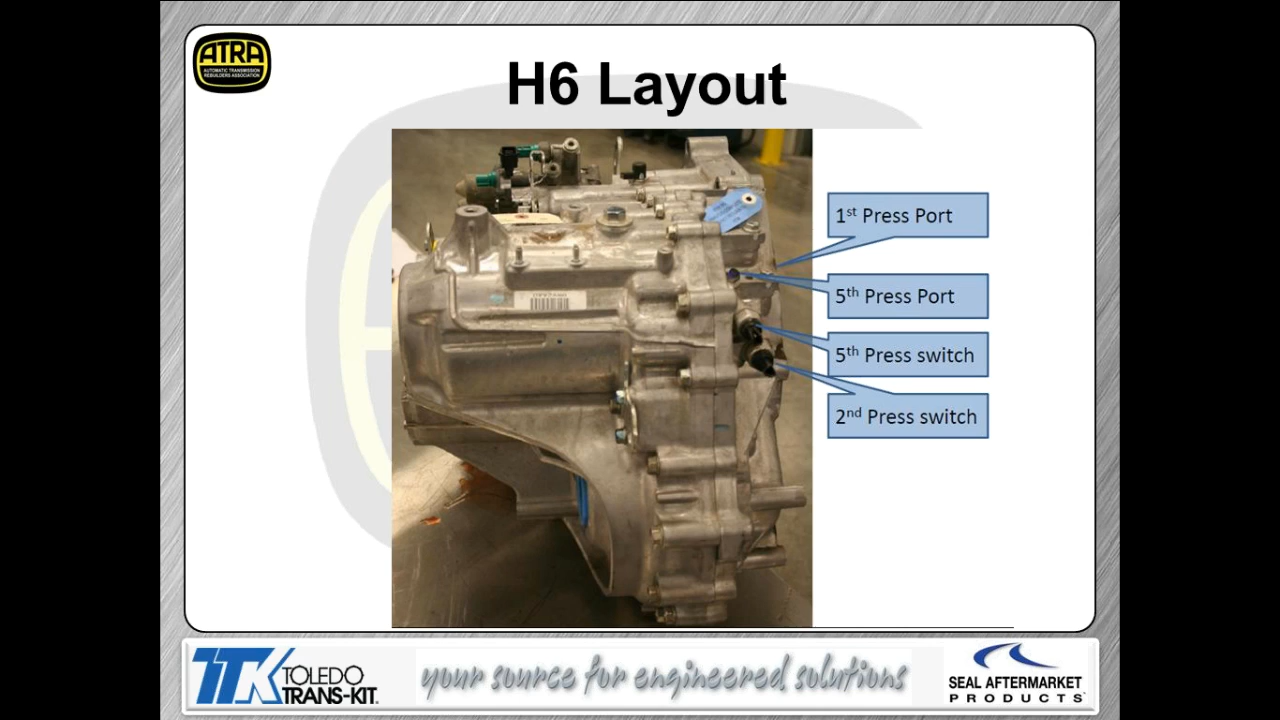 ATRA
AUTOMATIC TRANSMISSION
REBUILDERS ASSOCIATION
H6 Layout
1st Press Port
5th Press Port
5th Press switch
2nd Press switch
TTK TOLEDO
TRANS-KIT.
your source for engineered solutions
SEAL AFTERMARKET
PRODUCTS